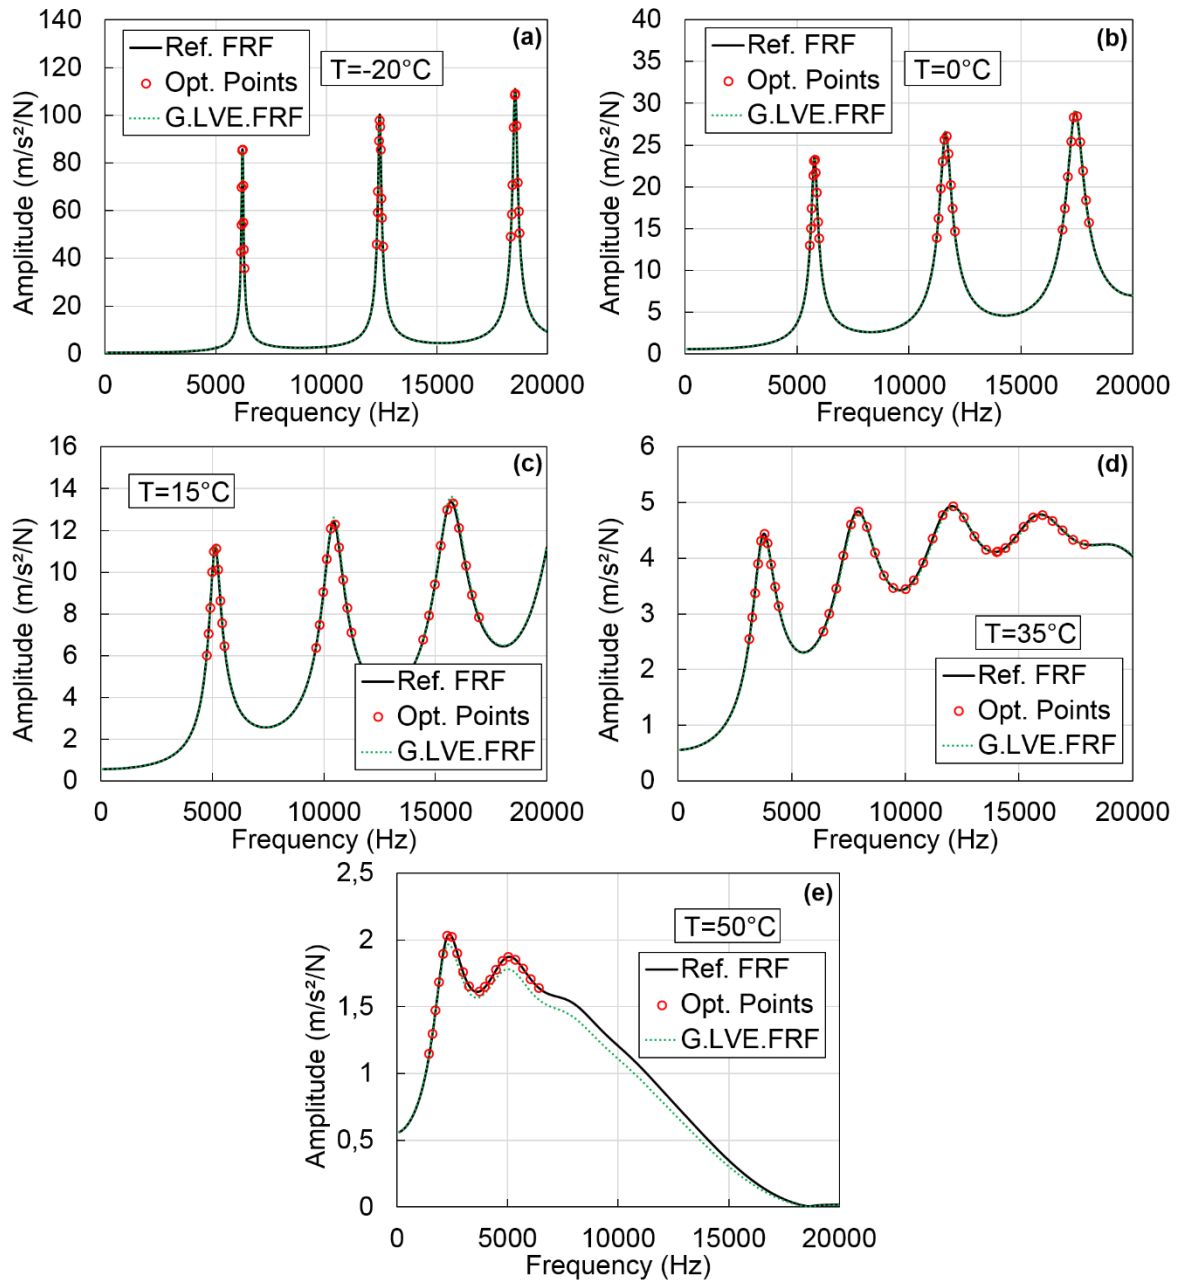 140
120
100
80
60
40
20
0
Amplitude (m/s²/N)
(a)
Ref. FRF
Opt. Points
G.LVE.FRF
T=-20°C
0 5000 10000 15000 20000
Frequency (Hz)
40
35
30
25
20
15
10
5
0
Amplitude (m/s²/N)
(b)
Ref. FRF
Opt. Points
G.LVE.FRF
T=0°C
0 5000 10000 15000 20000
Frequency (Hz)
16
14
12
10
8
6
4
2
0
Amplitude (m/s²/N)
(c)
T=15°C
Ref. FRF
Opt. Points
G.LVE.FRF
0 5000 10000 15000 20000
Frequency (Hz)
6
5
4
3
2
1
0
Amplitude (m/s²/N)
(d)
T=35°C
Ref. FRF
Opt. Points
G.LVE.FRF
0 5000 10000 15000 20000
Frequency (Hz)
2,5
2
1,5
1
0,5
0
Amplitude (m/s²/N)
(e)
T=50°C
Ref. FRF
Opt. Points
G.LVE.FRF
0 5000 10000 15000 20000
Frequency (Hz)